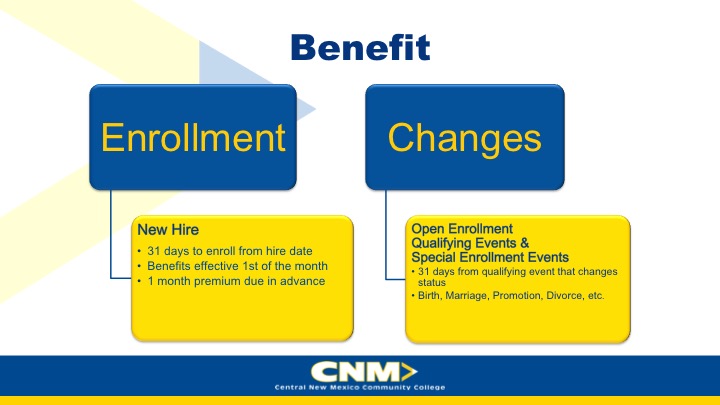 Benefit
Enrollment
New Hire
• 31 days to enroll from hire date
• Benefits effective 1st of the month
• 1 month premium due in advance
Changes
Open Enrollment
Qualifying Events &
Special Enrollment Events
• 31 days from qualifying event that changes
status
• Birth, Marriage, Promotion, Divorce, etc.
CNM
Central New Mexico Community College